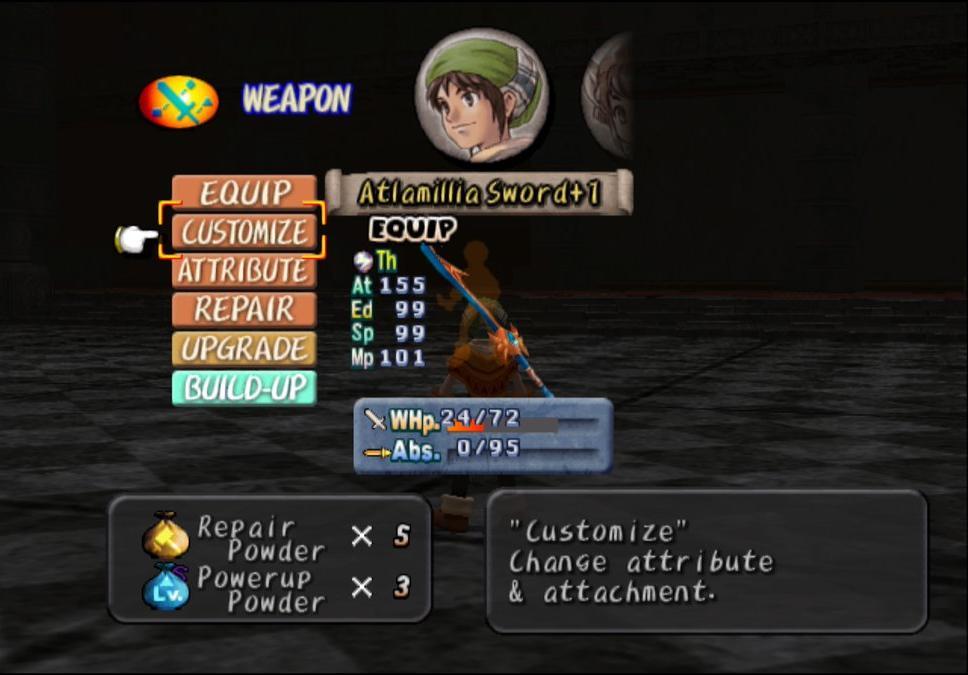 WEAPON
EQUIP
CUSTOMIZE
ATTRIBUTE
REPAIR
UPGRADE
BUILD-UP
Atlamillia Sword+1
EQUIP
Th
At 155
Ed 99
Sp 99
Mp 101
WHp. 24/72
Abs. 0/95
Repair
Powder × 5
Powerup
Powder × 3
Lv.
"Customize"
Change attribute
& attachment.